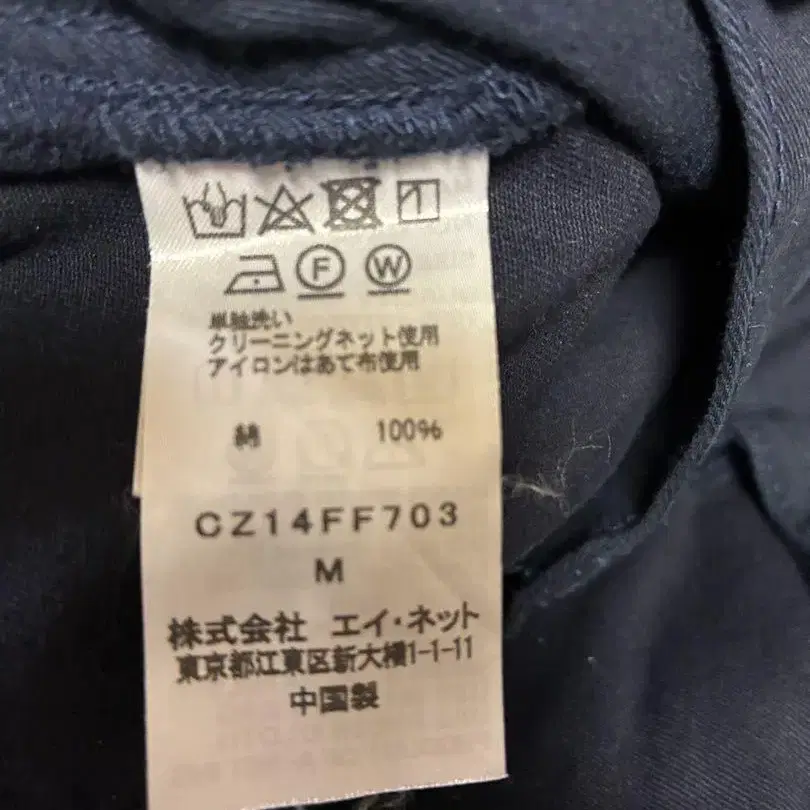 F W
単独洗い
クリーニングネット使用
アイロンはあて布使用
綿 100%
CZ14FF703
M
株式会社 エイ・ネット
東京都江東区新大橋1-1-11
中国製